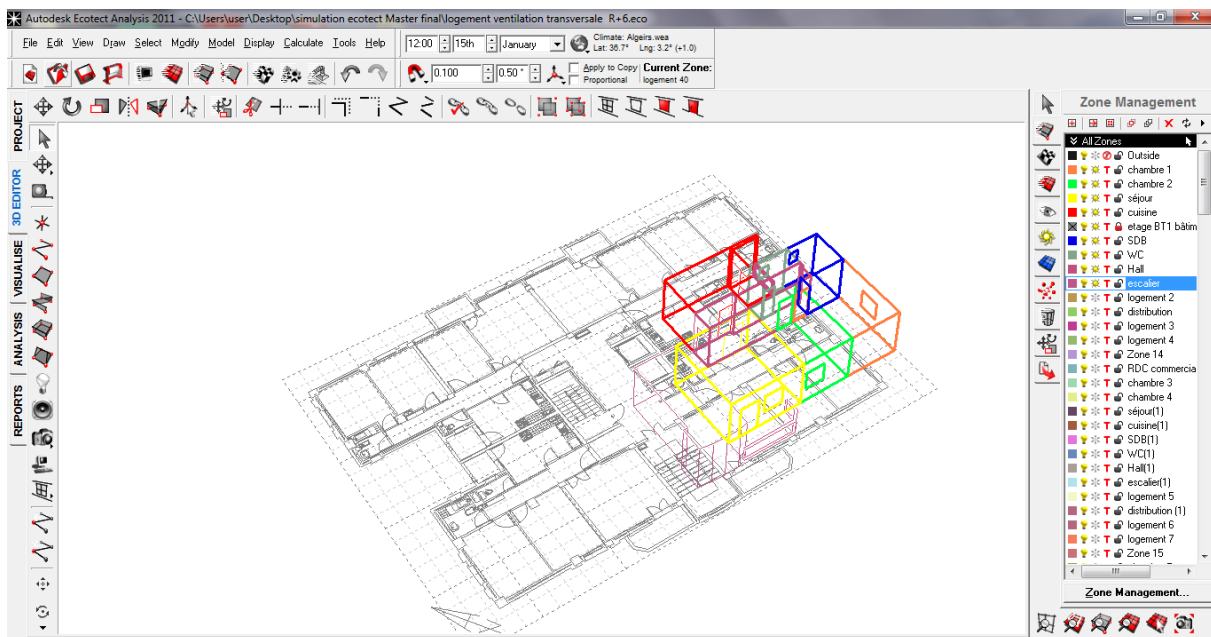 Autodesk Ecotect Analysis 2011 - C:\Users\user\Desktop\simulation ecotect Master final\logement ventilation transversale R+6.eco
File Edit View Draw Select Modify Model Display Calculate Tools Help
12:00 15th January
Climate: Algeirs.wea
Lat: 36.7° Lng: 3.2° (+1.0)
0.100 0.50 °
Apply to Copy
Proportional
Current Zone:
logement 40
PROJECT
3D EDITOR
VISUALISE
ANALYSIS
REPORTS
Zone Management
All Zones
T Outside
T chambre 1
T chambre 2
T séjour
T cuisine
T etage BT1 bâtim
T SDB
T WC
T Hall
T escalier
T logement 2
T distribution
T logement 3
T logement 4
T Zone 14
T RDC commercia
T chambre 3
T chambre 4
T séjour(1)
T cuisine(1)
T SDB(1)
T WC(1)
T Hall(1)
T escalier(1)
T logement 5
T distribution (1)
T logement 6
T logement 7
T Zone 15
Zone Management...